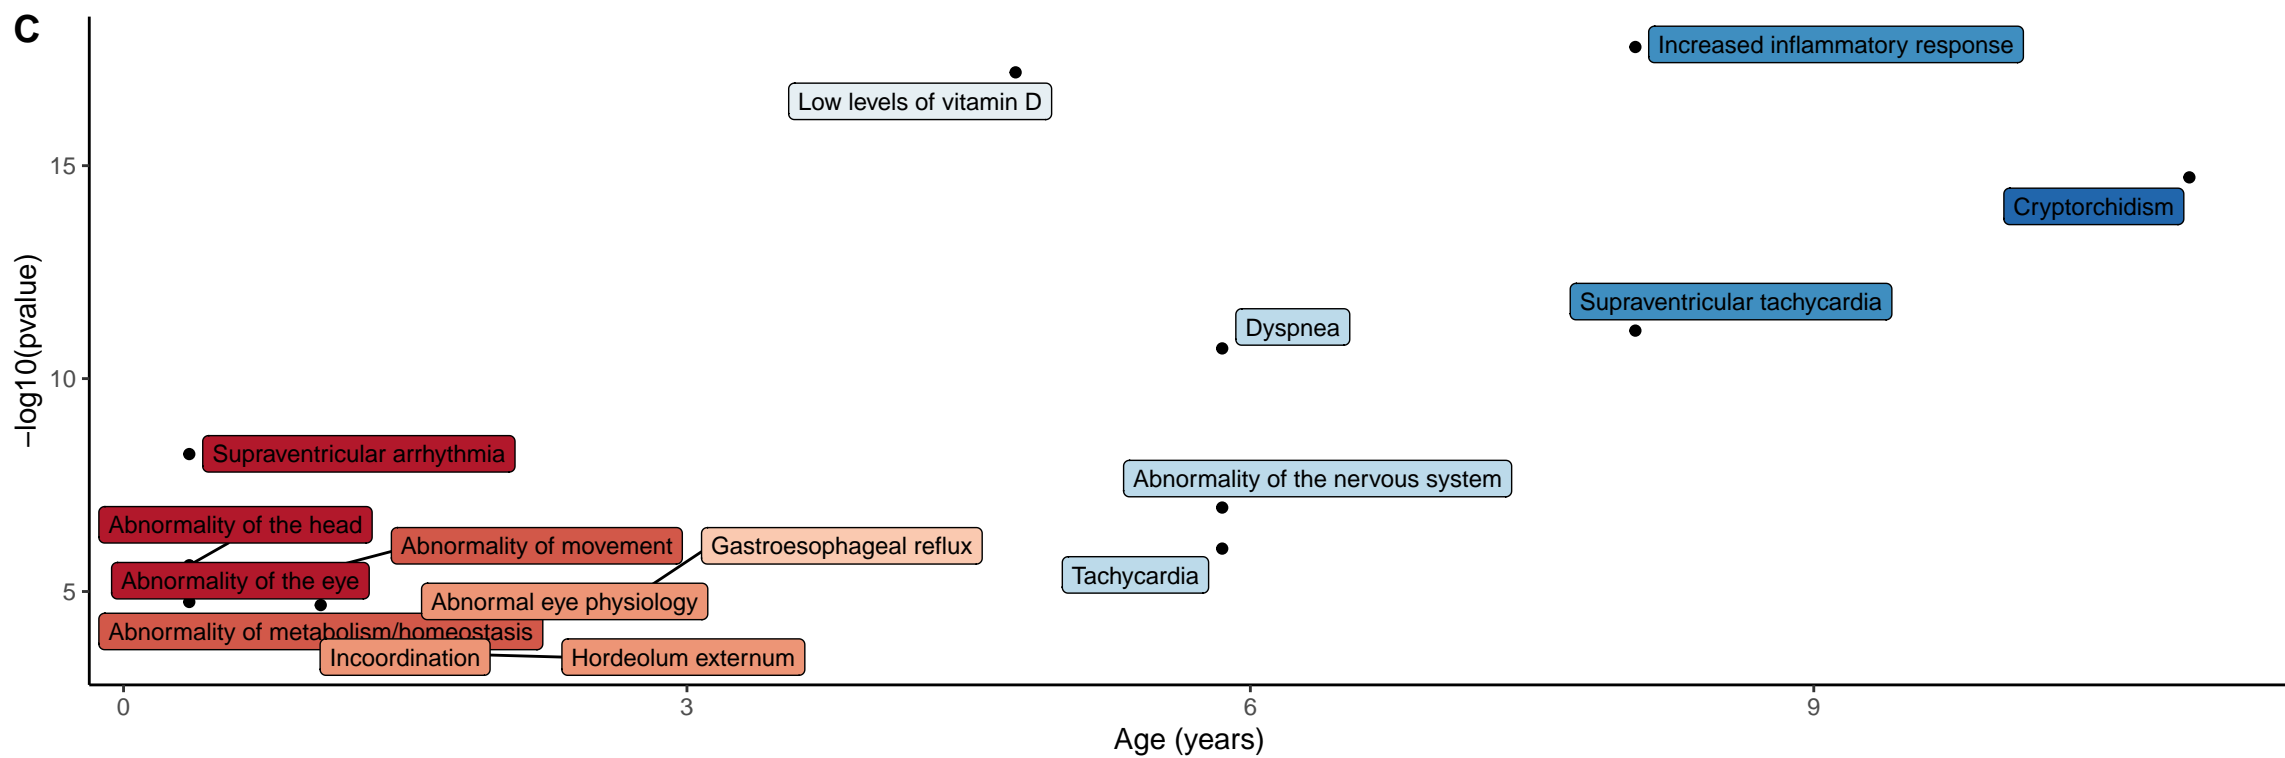 C
Increased inflammatory response
Low levels of vitamin D
15
Cryptorchidism
Supraventricular tachycardia
Dyspnea
−log10(pvalue)
10
Supraventricular arrhythmia
Abnormality of the nervous system
Abnormality of the head
Abnormality of movement
Gastroesophageal reflux
Abnormality of the eye
Tachycardia
5
Abnormal eye physiology
Abnormality of metabolism/homeostasis
Incoordination
Hordeolum externum
0
3
6
9
Age (years)